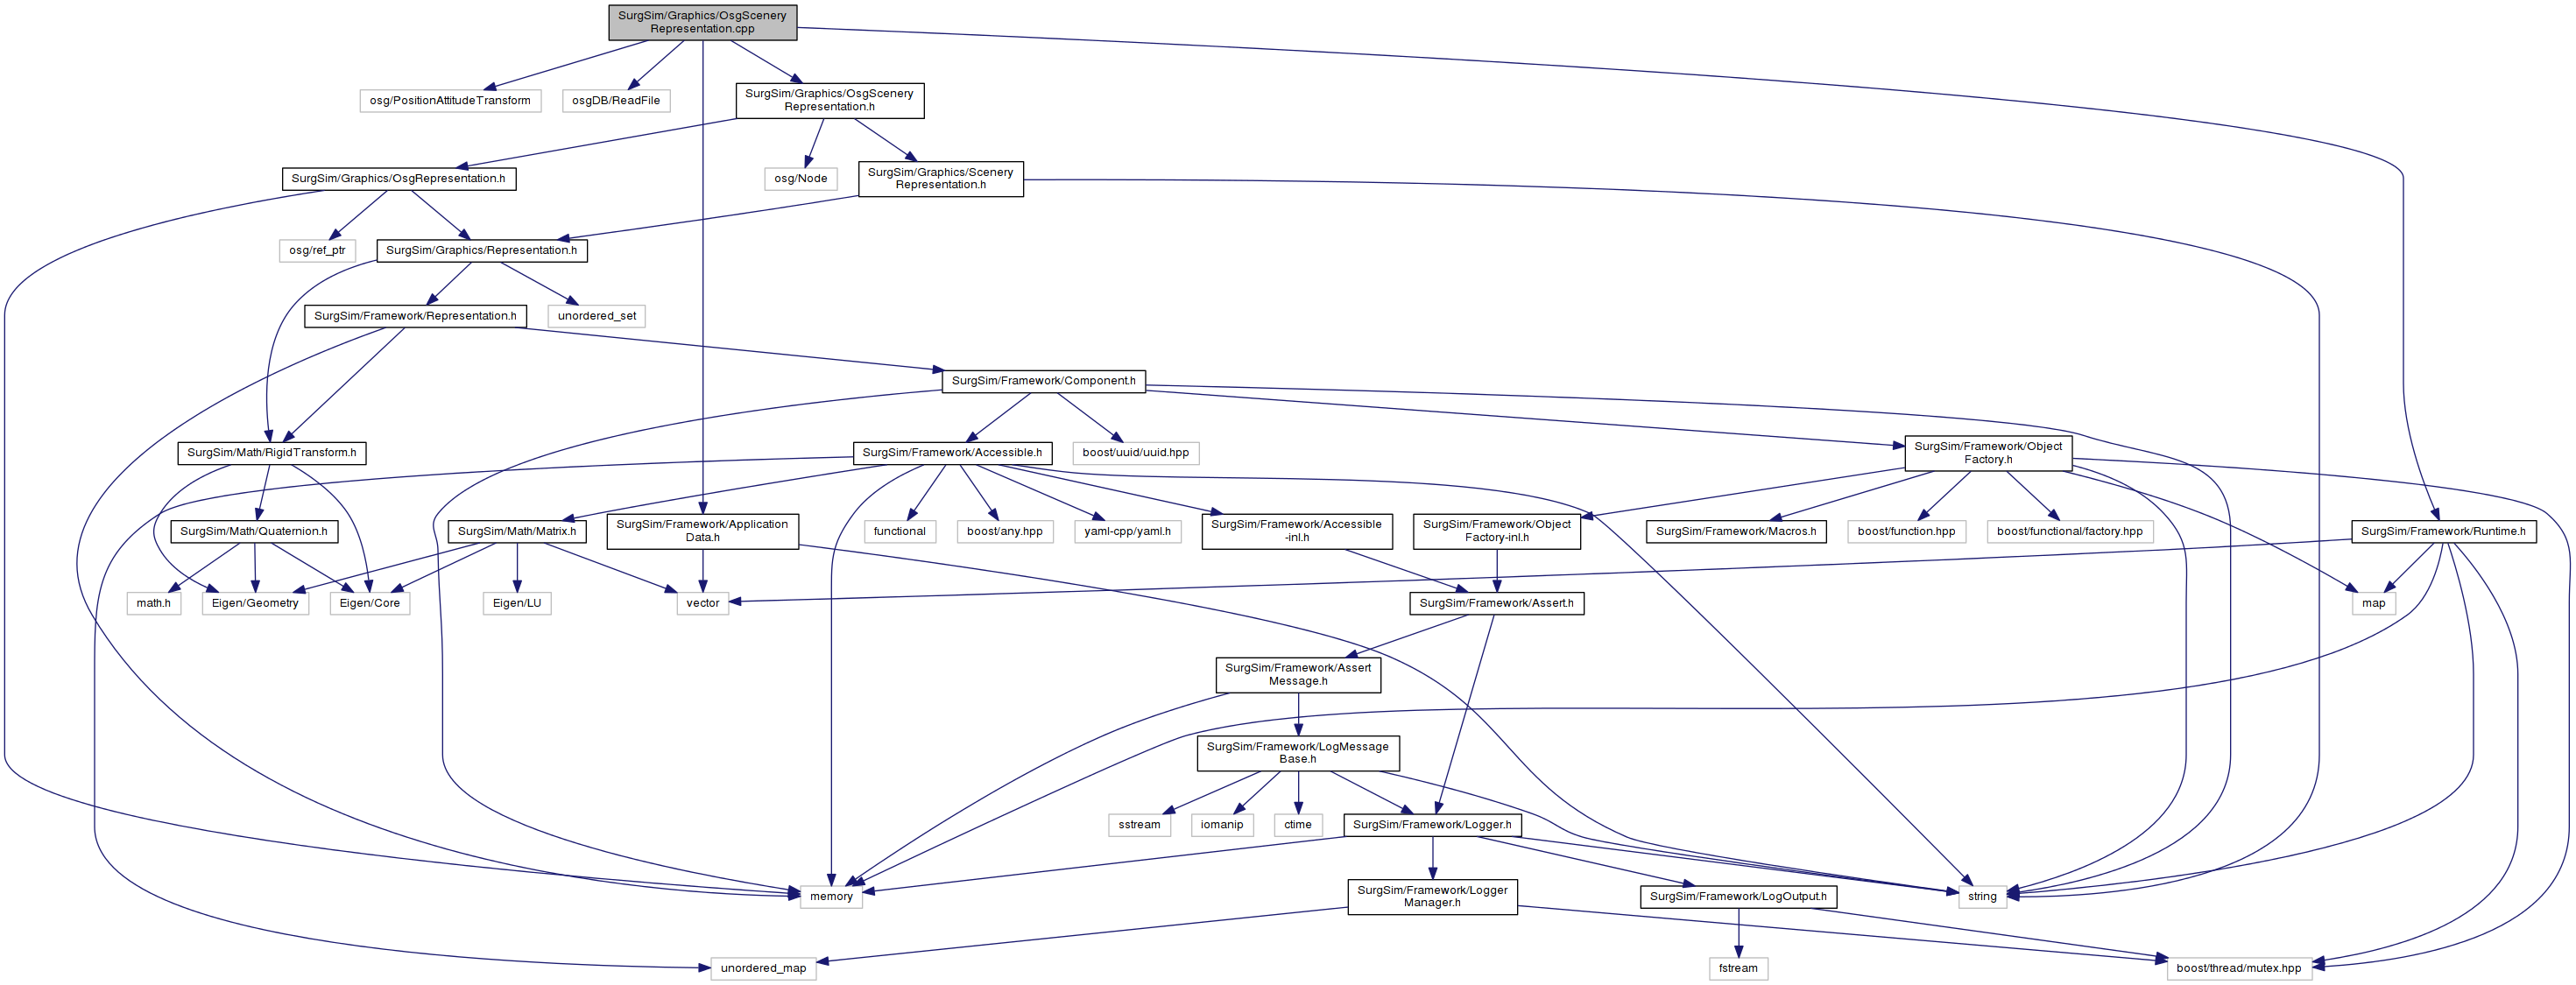 SurgSim/Graphics/OsgScenery
Representation.cpp
osg/PositionAttitudeTransform
osgDB/ReadFile
SurgSim/Graphics/OsgScenery
Representation.h
SurgSim/Graphics/OsgRepresentation.h
osg/Node
SurgSim/Graphics/Scenery
Representation.h
osg/ref_ptr
SurgSim/Graphics/Representation.h
SurgSim/Framework/Representation.h
unordered_set
SurgSim/Framework/Component.h
SurgSim/Math/RigidTransform.h
SurgSim/Framework/Accessible.h
boost/uuid/uuid.hpp
SurgSim/Framework/Object
Factory.h
SurgSim/Math/Quaternion.h
SurgSim/Math/Matrix.h
SurgSim/Framework/Application
Data.h
functional
boost/any.hpp
yaml-cpp/yaml.h
SurgSim/Framework/Accessible
-inl.h
SurgSim/Framework/Object
Factory-inl.h
SurgSim/Framework/Macros.h
boost/function.hpp
boost/functional/factory.hpp
SurgSim/Framework/Runtime.h
math.h
Eigen/Geometry
Eigen/Core
Eigen/LU
vector
SurgSim/Framework/Assert.h
map
SurgSim/Framework/Assert
Message.h
SurgSim/Framework/LogMessage
Base.h
sstream
iomanip
ctime
SurgSim/Framework/Logger.h
memory
SurgSim/Framework/Logger
Manager.h
SurgSim/Framework/LogOutput.h
string
unordered_map
fstream
boost/thread/mutex.hpp